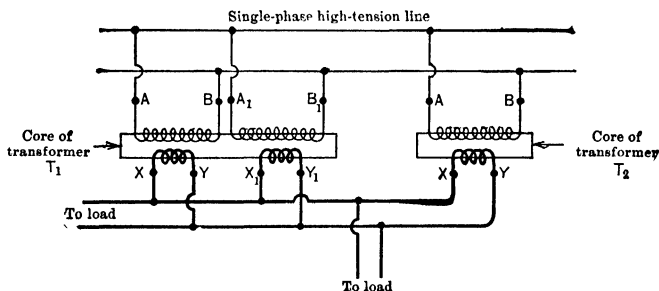 Single-phase high-tension line
A B A1 B1 A B
Core of
transformer
T1
Core of
transformer
T2
X Y X1 Y1 X Y
To load
To load